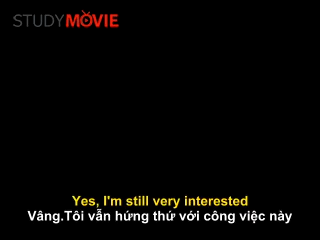 STUDYMOVIE
Yes, I'm still very interested
Vâng.Tôi vẫn hứng thứ với công việc này